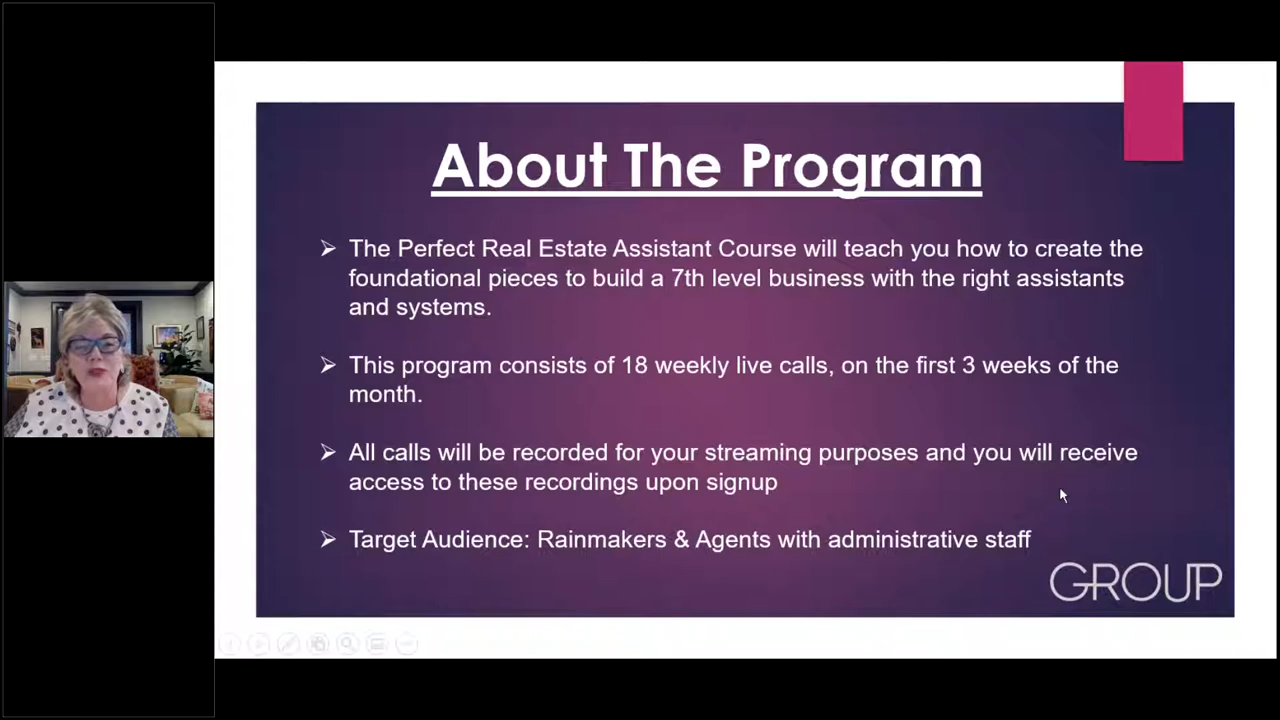 About The Program
The Perfect Real Estate Assistant Course will teach you how to create the
foundational pieces to build a 7th level business with the right assistants
and systems.
This program consists of 18 weekly live calls, on the first 3 weeks of the
month.
All calls will be recorded for your streaming purposes and you will receive
access to these recordings upon signup
Target Audience: Rainmakers & Agents with administrative staff
GROUP